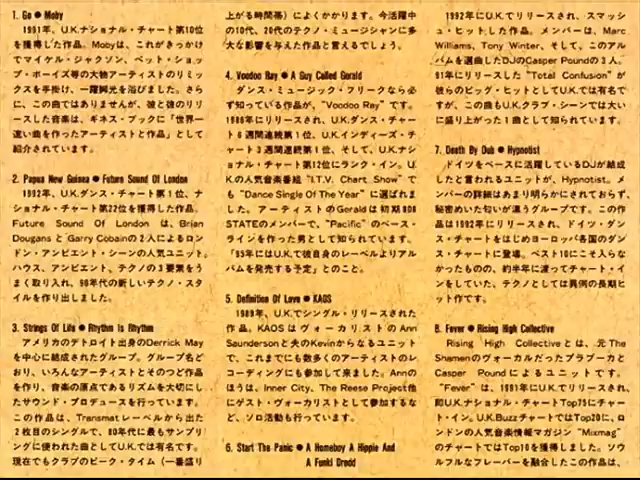 1. Go ● Moby
1991年、U.K.ナショナル・チャート第10位
を獲得した作品。Mobyは、これがきっかけ
でマイケル・ジャクソン、ペット・ショッ
プ・ボーイズ等の大物アーティストのリミッ
クスを手掛け、一躍脚光を浴びました。さら
に、この曲ではありませんが、彼と彼のリリ
ースした音楽は、ギネス・ブックに「世界一
速い曲を作ったアーティストと作品」として
紹介されています。
2. Papua New Guinea ● Future Sound Of London
1992年、U.K.ダンス・チャート第1位、ナ
ショナル・チャート第22位を獲得した作品。
Future Sound Of London は、Brian
Dougans と Garry Cobainの2人によるロン
ドン・アンビエント・シーンの人気ユニット。
ハウス、アンビエント、テクノの3要素をう
まく取り入れ、90年代の新しいテクノ・スタ
イルを作り出しました。
3. Strings Of Life ● Rhythm Is Rhythm
アメリカのデトロイト出身のDerrick May
を中心に結成されたグループ。グループ名ど
おり、いろんなアーティストとそのつど作品
を作り、音楽の原点であるリズムを大切にし
たサウンド・プロデュースを行っています。
この作品は、Transmatレーベルから出た
2枚目のシングルで、80年代に最もサンプリ
ングに使われた曲としてU.K.では有名です。
現在でもクラブのピーク・タイム(一番盛り
上がる時間帯)によくかかります。今活躍中
の10代、20代のテクノ・ミュージシャンに多
大な影響を与えた作品と言えるでしょう。
4. Voodoo Ray ● A Guy Called Gerald
ダンス・ミュージック・フリークなら必
ず知っている作品が、"Voodoo Ray"です。
1988年にリリースされ、U.K.ダンス・チャー
ト6週間連続第1位、U.K.インディーズ・チ
ャート3週間連続第1位、そして、U.K.ナシ
ョナル・チャート第12位にランク・イン。U.
K.の人気音楽番組"I.T.V. Chart Show"で
も"Dance Single Of The Year"に選ばれま
した。アーティストのGeraldは初期808
STATEのメンバーで、"Pacific"のベース・
ラインを作った男として知られています。
「95年にはU.K.で彼自身のレーベルよりアル
バムを発売する予定」とのこと。
5. Definition Of Love ● KAOS
1989年、U.K.でシングル・リリースされた
作品。KAOSはヴォーカリストのAnn
Saundersonと夫のKevinからなるユニット
で、これまでにも数多くのアーティストのレ
コーディングにも参加して来ました。Annの
ほうは、Inner City、The Reese Project他
にゲスト・ヴォーカリストとして参加するな
ど、ソロ活動も行っています。
6. Start The Panic ● A Homeboy A Hippie And
A Funki Dredd
1992年にU.K.でリリースされ、スマッシ
ュ・ヒットした作品。メンバーは、Marc
Williams、Tony Winter、そして、このアル
バムを選曲したDJのCasper Poundの3人。
91年にリリースした"Total Confusion"が
彼らのビッグ・ヒットとしてU.K.では有名で
すが、この曲もU.K.クラブ・シーンでは大い
に盛り上がった1曲として知られています。
7. Death By Dub ● Hypnotist
ドイツをベースに活躍しているDJが結成
したと言われるユニットが、Hypnotist。メ
ンバーの詳細はあまり明らかにされておらず、
秘密めいた匂いが漂うグループです。この作
品は1992年にリリースされ、ドイツ・ダン
ス・チャートをはじめヨーロッパ各国のダン
ス・チャートに登場。ベスト10にこそ入らな
かったものの、約半年に渡ってチャート・イ
ンをしていた、テクノとしては異例の長期ヒ
ット作です。
8. Fever ● Rising High Collective
Rising High Collectiveとは、元The
Shamenのヴォーカルだったプラブーカと
Casper Poundによるユニットです。
"Fever"は、1991年にU.K.でリリースされ、
即U.K.ナショナル・チャートTop75にチャー
ト・イン。U.K.BuzzチャートではTop20に、ロ
ンドンの人気音楽情報マガジン"Mixmag"
のチャートではTop10を獲得しました。ソウ
ルフルなフレーバーを融合したこの作品は、